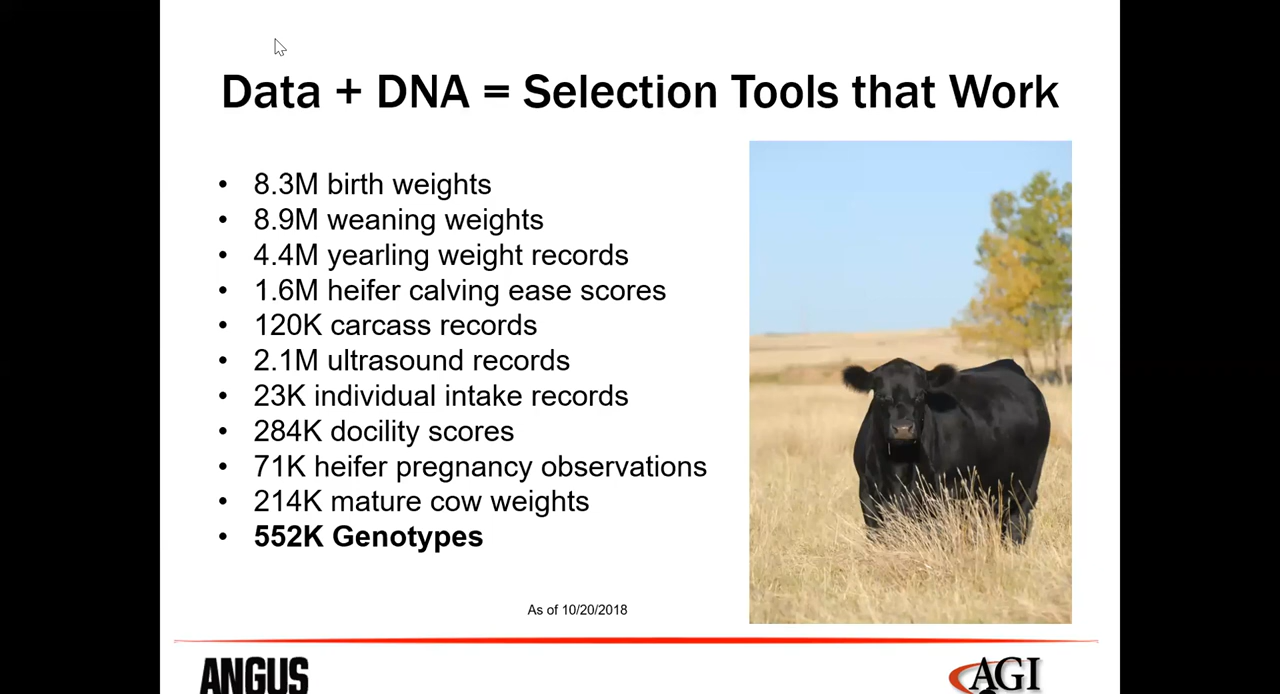 Data + DNA = Selection Tools that Work
• 8.3M birth weights
• 8.9M weaning weights
• 4.4M yearling weight records
• 1.6M heifer calving ease scores
• 120K carcass records
• 2.1M ultrasound records
• 23K individual intake records
• 284K docility scores
• 71K heifer pregnancy observations
• 214K mature cow weights
• 552K Genotypes
As of 10/20/2018
ANGUS
AGI